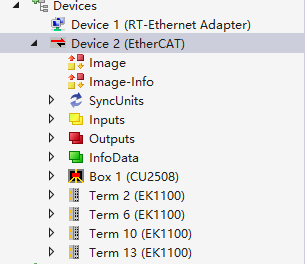 Devices
Device 1 (RT-Ethernet Adapter)
Device 2 (EtherCAT)
Image
Image-Info
SyncUnits
Inputs
Outputs
InfoData
Box 1 (CU2508)
Term 2 (EK1100)
Term 6 (EK1100)
Term 10 (EK1100)
Term 13 (EK1100)